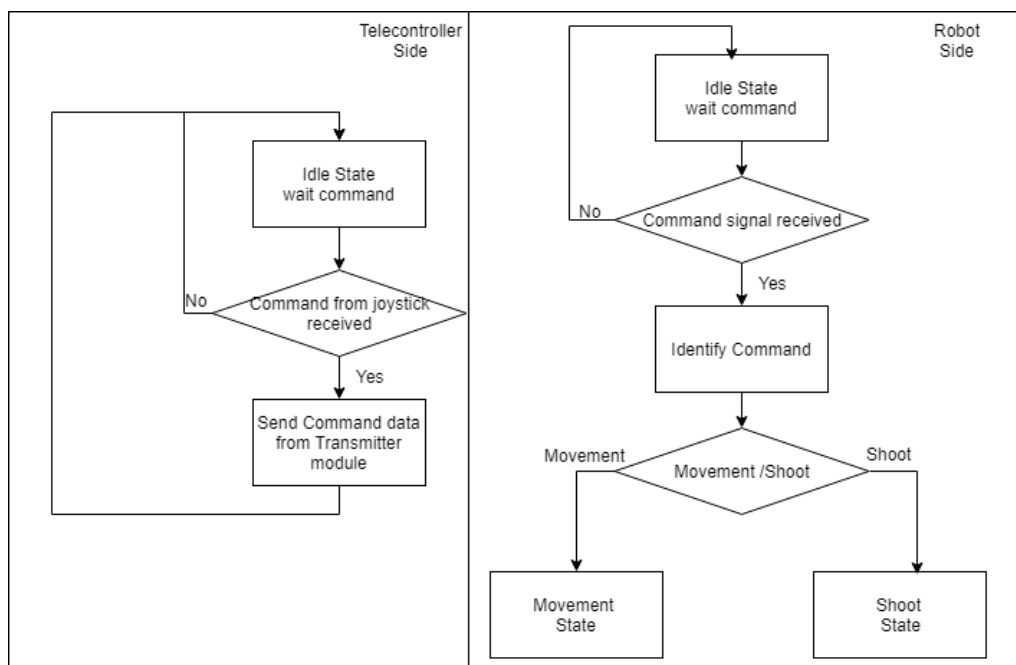 Telecontroller
Side
Idle State
wait command
No
Command from joystick
received
Yes
Send Command data
from Transmitter
module
Robot
Side
Idle State
wait command
No
Command signal received
Yes
Identify Command
Movement
Shoot
Movement /Shoot
Movement
State
Shoot
State